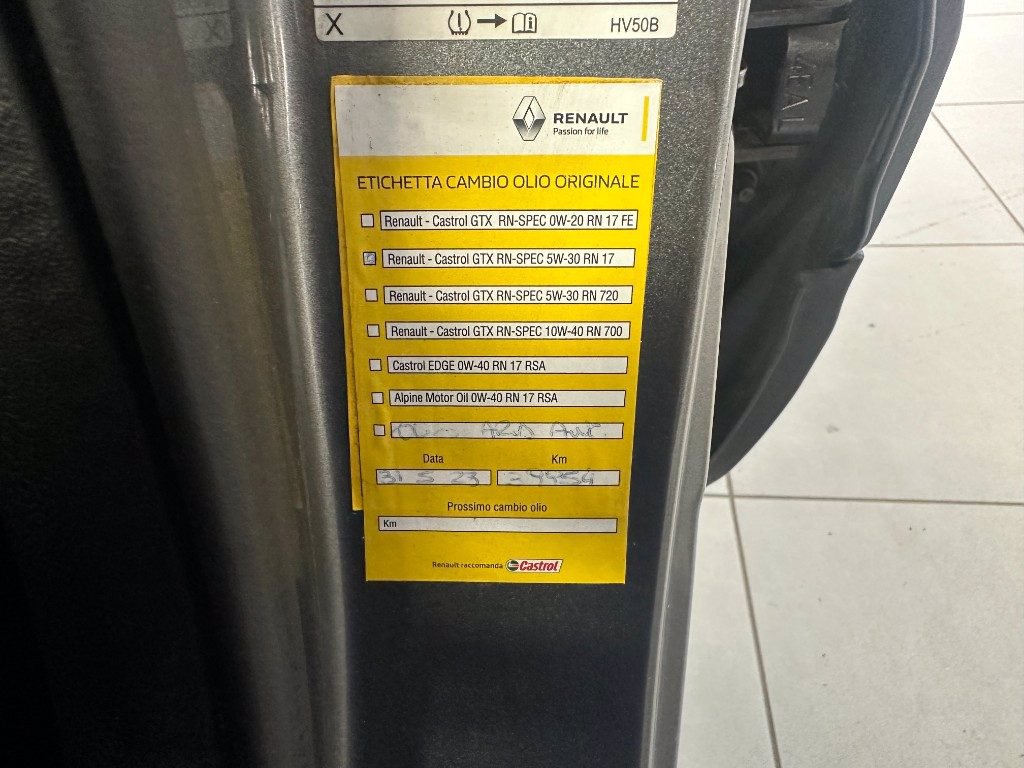 X HV50B
RENAULT
Passion for life
ETICHETTA CAMBIO OLIO ORIGINALE
Renault - Castrol GTX RN-SPEC 0W-20 RN 17 FE
Renault - Castrol GTX RN-SPEC 5W-30 RN 17
Renault - Castrol GTX RN-SPEC 5W-30 RN 720
Renault - Castrol GTX RN-SPEC 10W-40 RN 700
Castrol EDGE 0W-40 RN 17 RSA
Alpine Motor Oil 0W-40 RN 17 RSA
Data Km
31 5 23
Prossimo cambio olio
Km
Renault raccomanda Castrol